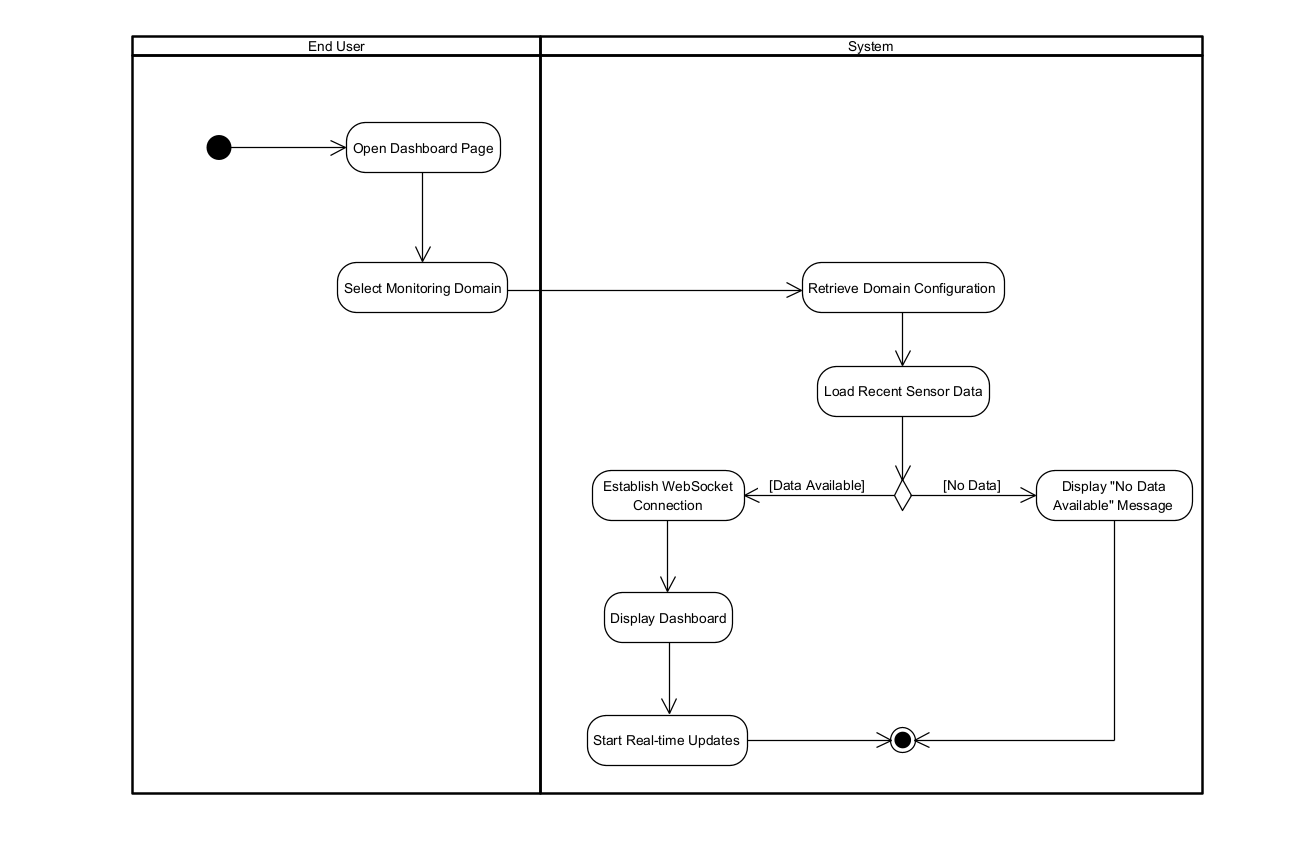 End User
System
Open Dashboard Page
Select Monitoring Domain
Retrieve Domain Configuration
Load Recent Sensor Data
[Data Available]
[No Data]
Establish WebSocket
Connection
Display "No Data
Available" Message
Display Dashboard
Start Real-time Updates